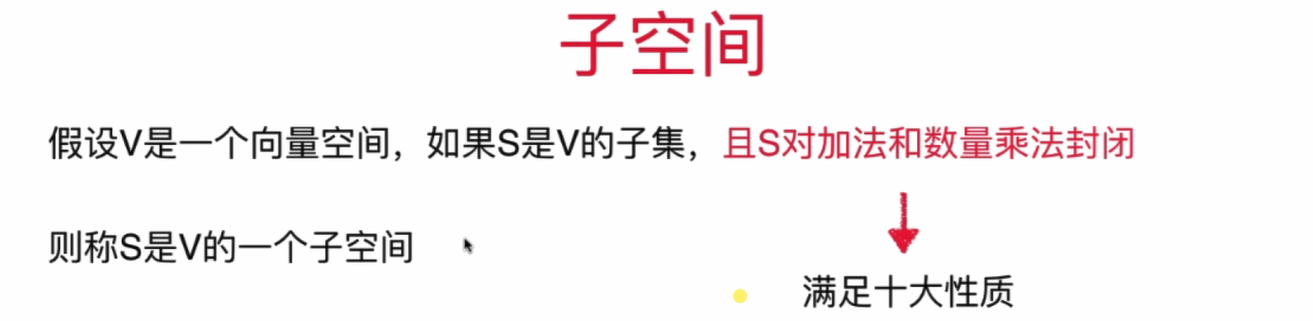 子空间
假设V是一个向量空间，如果S是V的子集，且S对加法和数量乘法封闭
则称S是V的一个子空间
满足十大性质